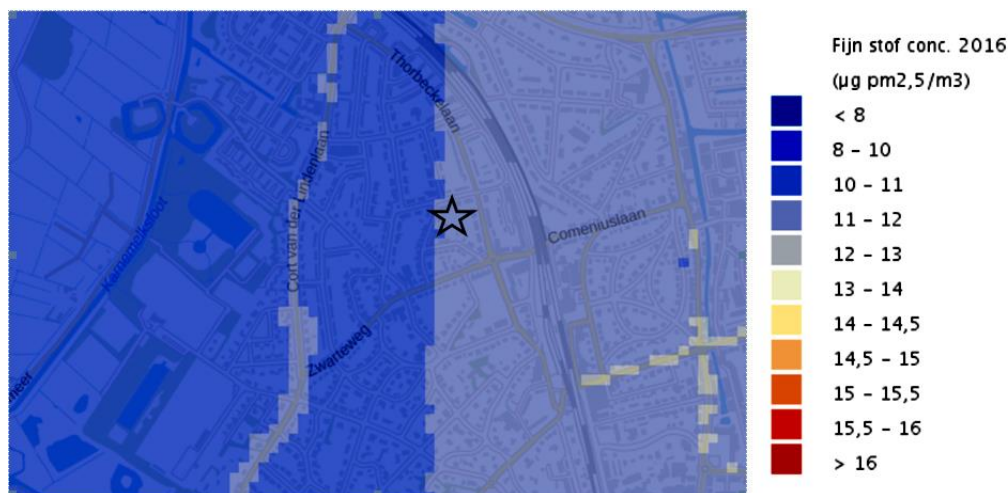 Fijn stof conc. 2016
(µg pm2,5/m3)
< 8
8 – 10
10 – 11
11 – 12
12 – 13
13 – 14
14 – 14,5
14,5 – 15
15 – 15,5
15,5 – 16
> 16
Thorbeckelaan
Cort van der Lindenlaan
Comeniuslaan
Zwarteweg
meer